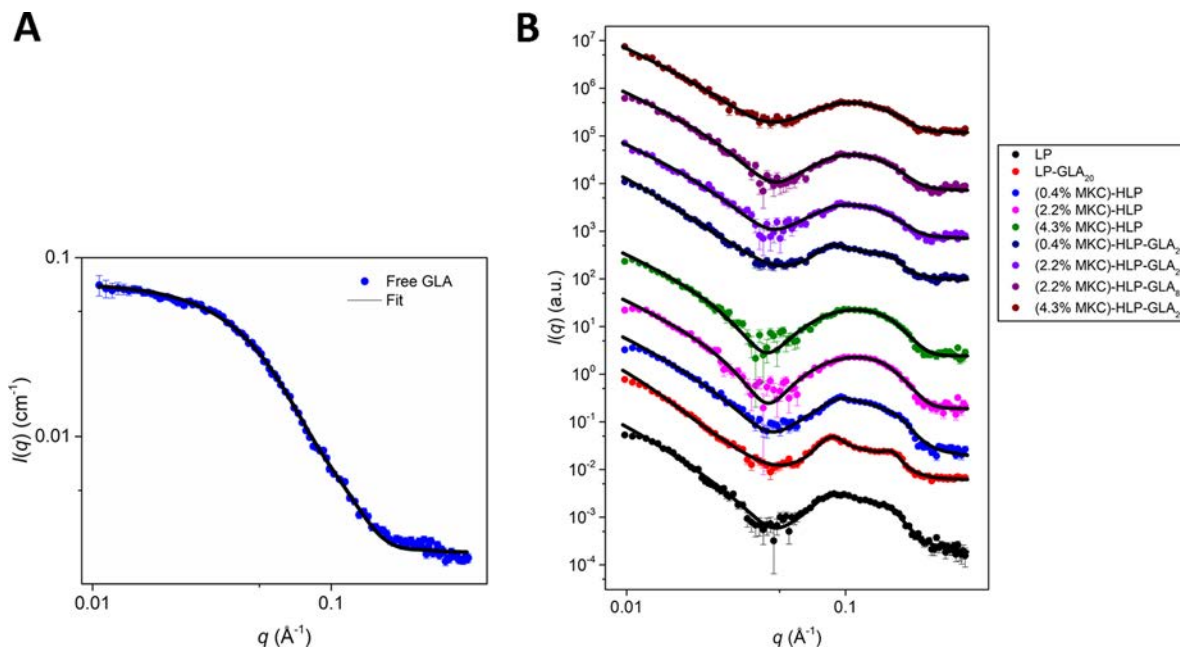 A
B
0.1
0.01
I(q) (cm⁻¹)
Free GLA
Fit
0.01
0.1
q (Å⁻¹)
10⁷
10⁶
10⁵
10⁴
10³
10²
10¹
10⁰
10⁻¹
10⁻²
10⁻³
10⁻⁴
I(q) (a.u.)
0.01
0.1
q (Å⁻¹)
LP
LP-GLA₂₀
(0.4% MKC)-HLP
(2.2% MKC)-HLP
(4.3% MKC)-HLP
(0.4% MKC)-HLP-GLA₂
(2.2% MKC)-HLP-GLA₂
(2.2% MKC)-HLP-GLA₈
(4.3% MKC)-HLP-GLA₂